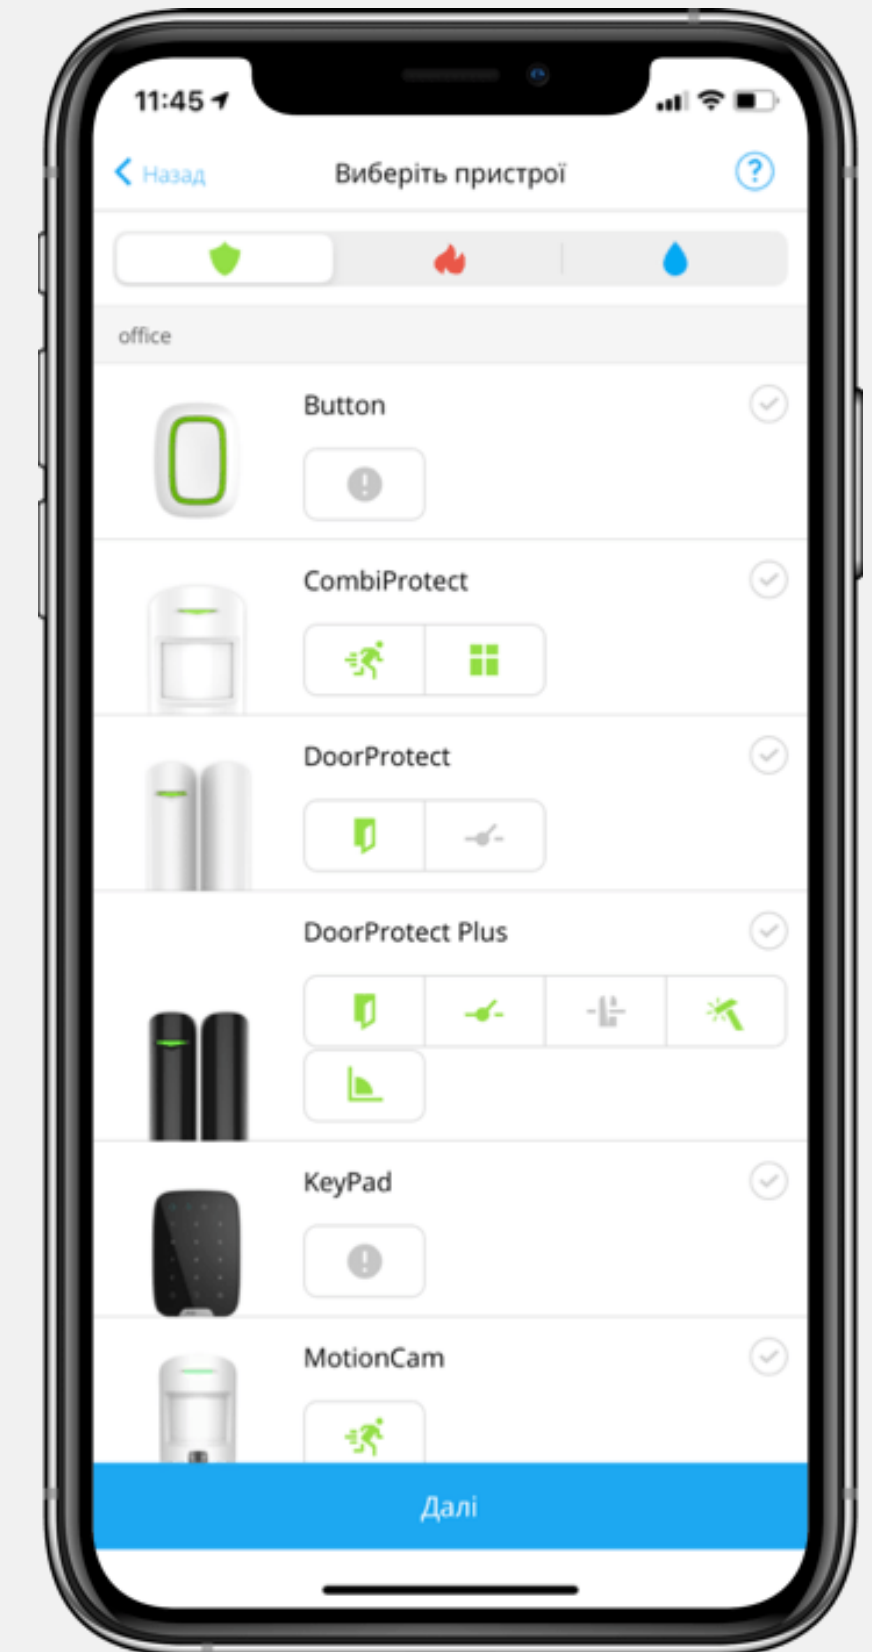 11:45
Назад
Виберіть пристрої
?
office
Button
CombiProtect
DoorProtect
DoorProtect Plus
KeyPad
MotionCam
Далі